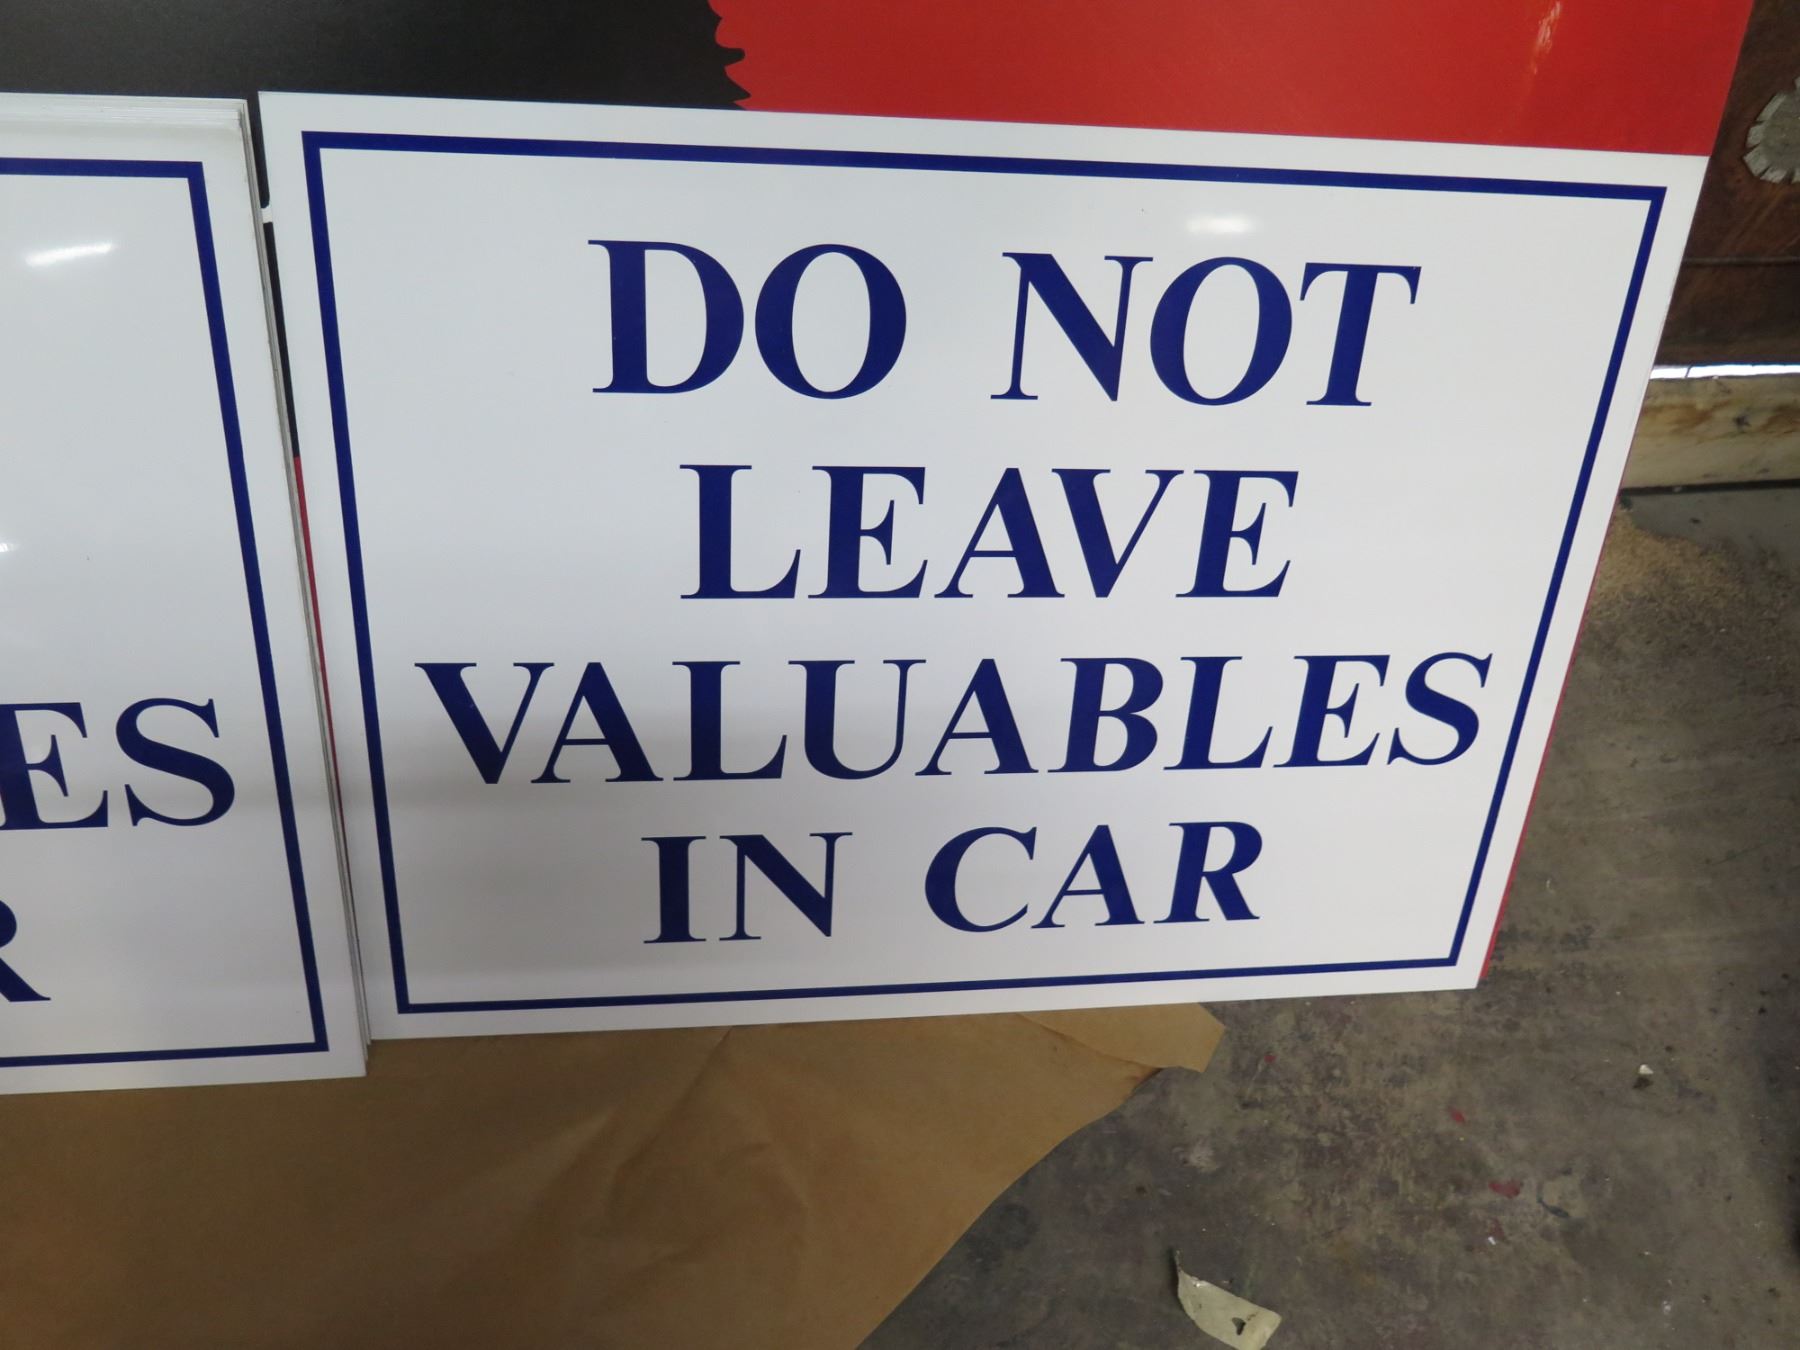 DO NOT
LEAVE
VALUABLES
IN CAR